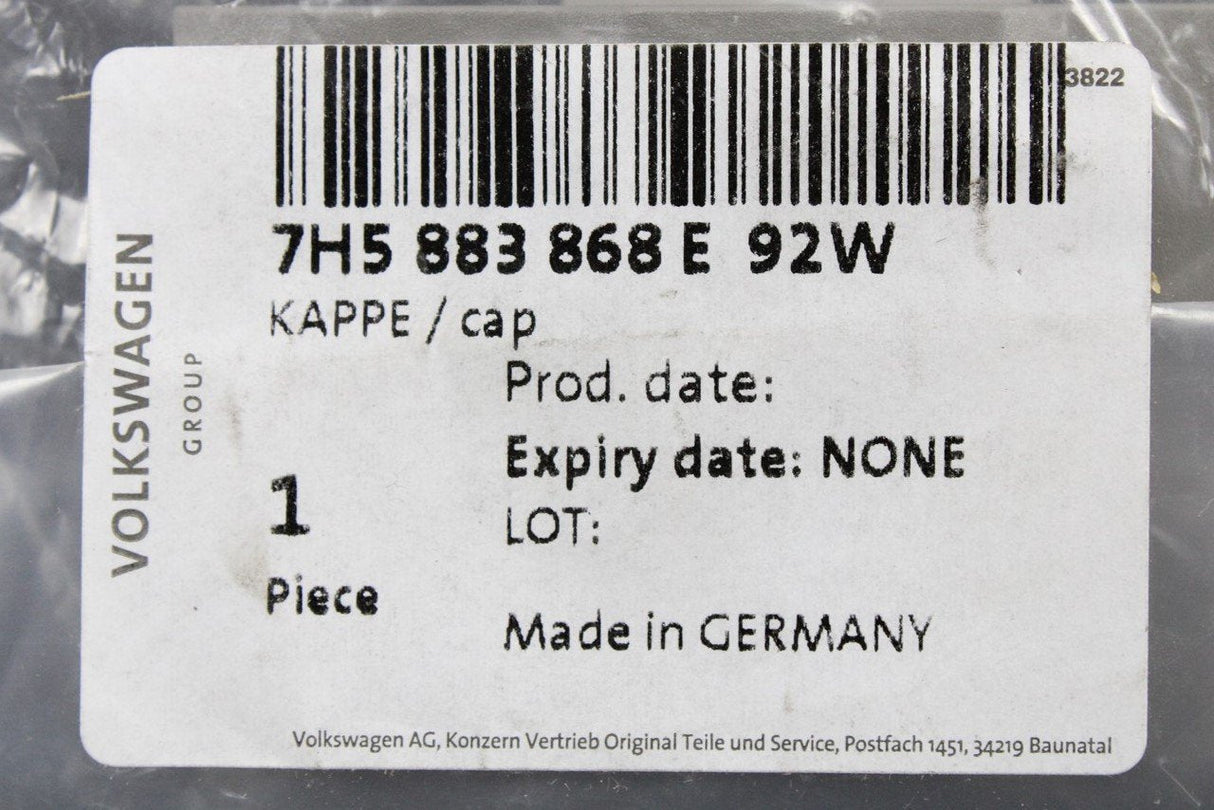 3822
7H5 883 868 E 92W
KAPPE / cap
Prod. date:
Expiry date: NONE
LOT:
1
Piece
Made in GERMANY
VOLKSWAGEN
GROUP
Volkswagen AG, Konzern Vertrieb Original Teile und Service, Postfach 1451, 34219 Baunatal